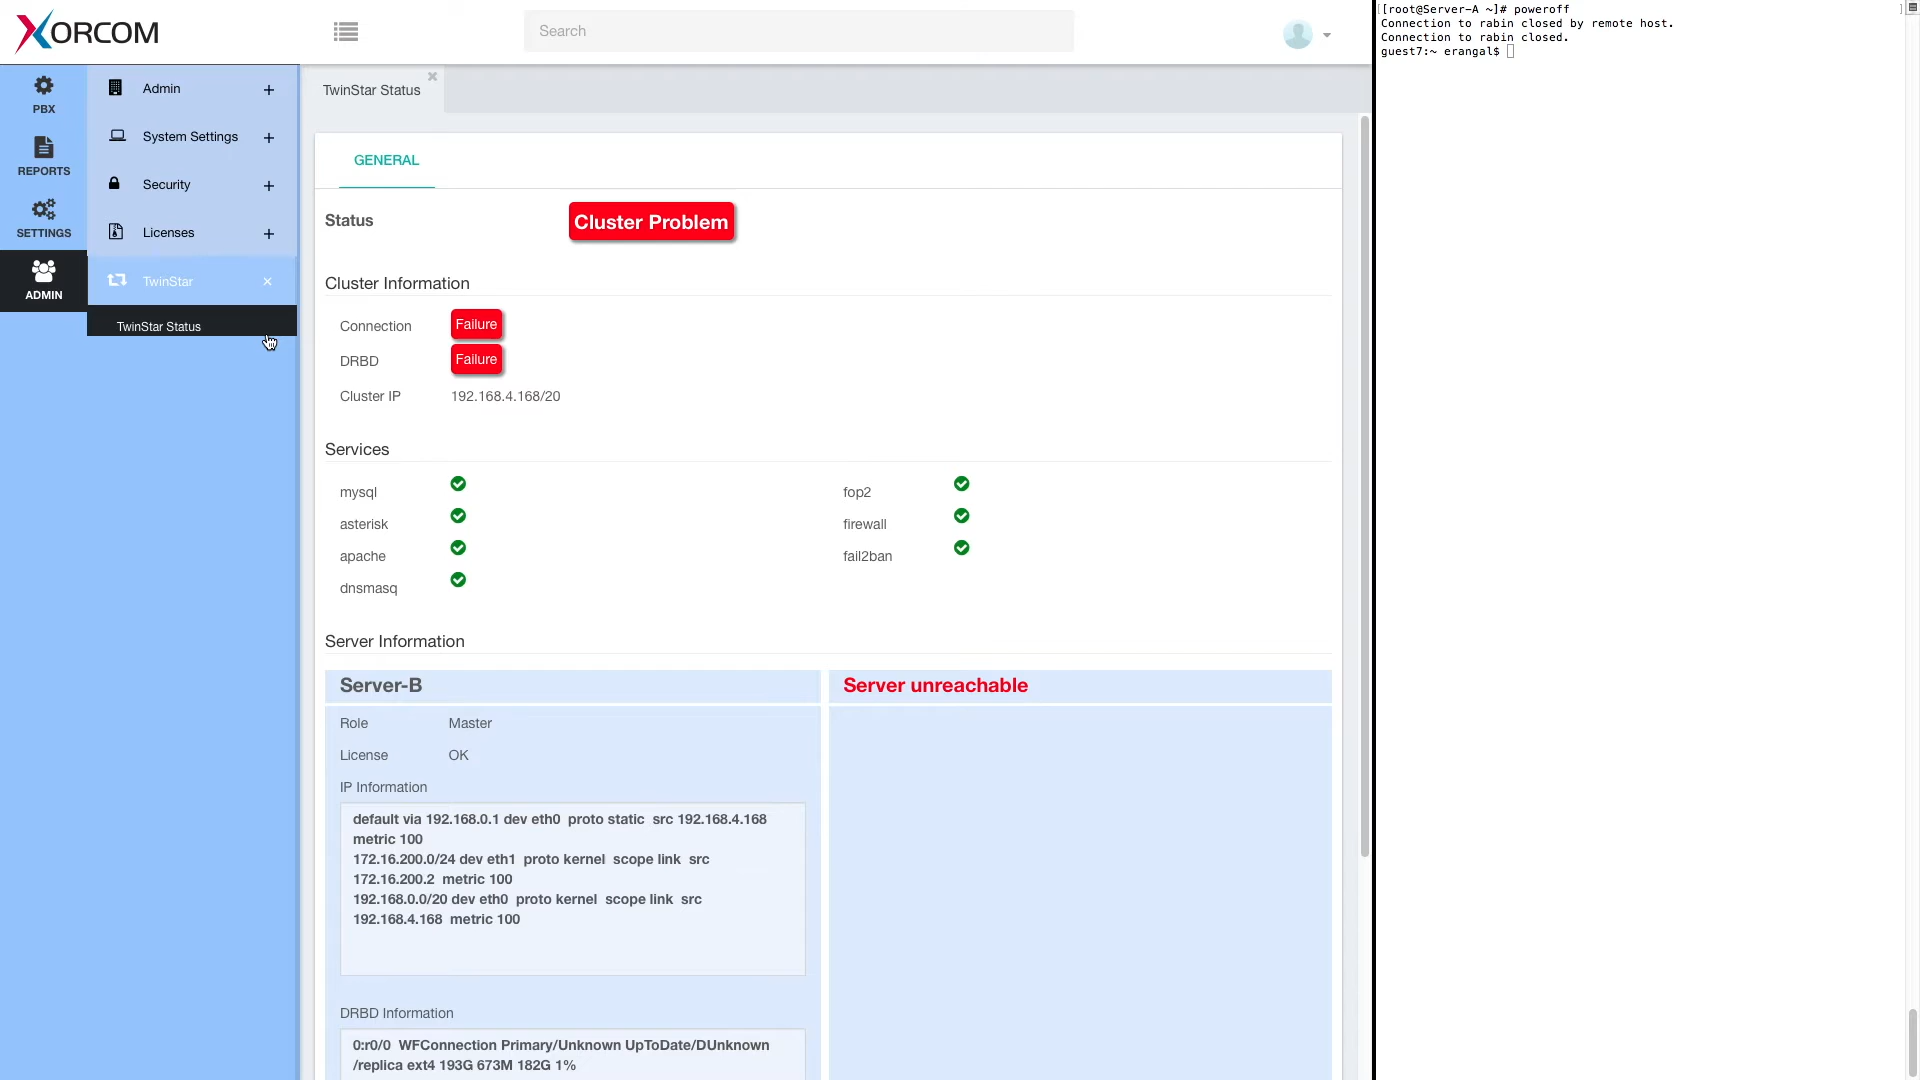 XORCOM
Search
PBX
REPORTS
SETTINGS
ADMIN
Admin
System Settings
Security
Licenses
TwinStar
TwinStar Status
TwinStar Status
GENERAL
Status
Cluster Problem
Cluster Information
Connection Failure
DRBD Failure
Cluster IP 192.168.4.168/20
Services
mysql
asterisk
apache
dnsmasq
fop2
firewall
fail2ban
Server Information
Server-B
Role Master
License OK
IP Information
default via 192.168.0.1 dev eth0 proto static src 192.168.4.168
metric 100
172.16.200.0/24 dev eth1 proto kernel scope link src
172.16.200.2 metric 100
192.168.0.0/20 dev eth0 proto kernel scope link src
192.168.4.168 metric 100
DRBD Information
0:r0/0 WFConnection Primary/Unknown UpToDate/DUnknown
/replica ext4 193G 673M 182G 1%
Server unreachable
[[root@Server-A ~]# poweroff ]
Connection to rabin closed by remote host.
Connection to rabin closed.
guest7:~ erangal$